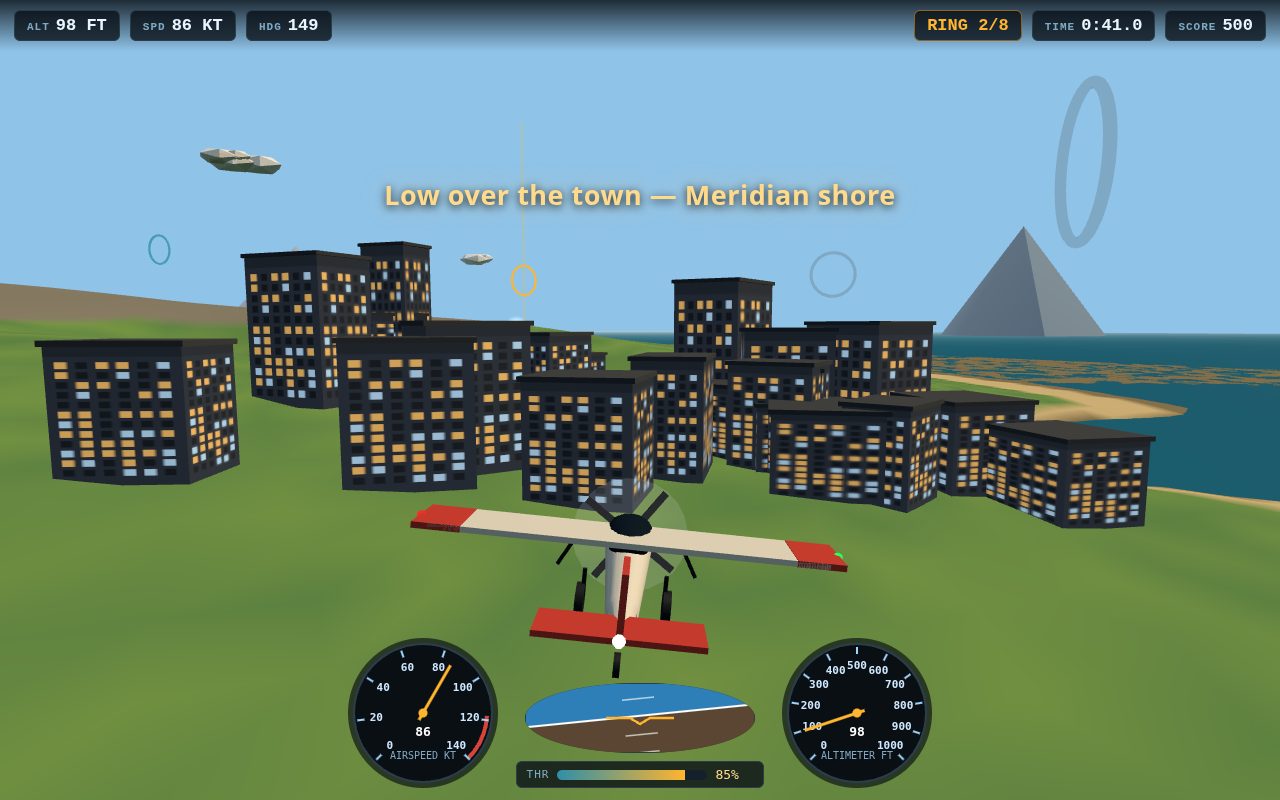 ALT 98 FT
SPD 86 KT
HDG 149
RING 2/8
TIME 0:41.0
SCORE 500
Low over the town — Meridian shore
0 20 40 60 80 100 120 140
86
AIRSPEED KT
0 100 200 300 400 500 600 700 800 900 1000
98
ALTIMETER FT
THR 85%